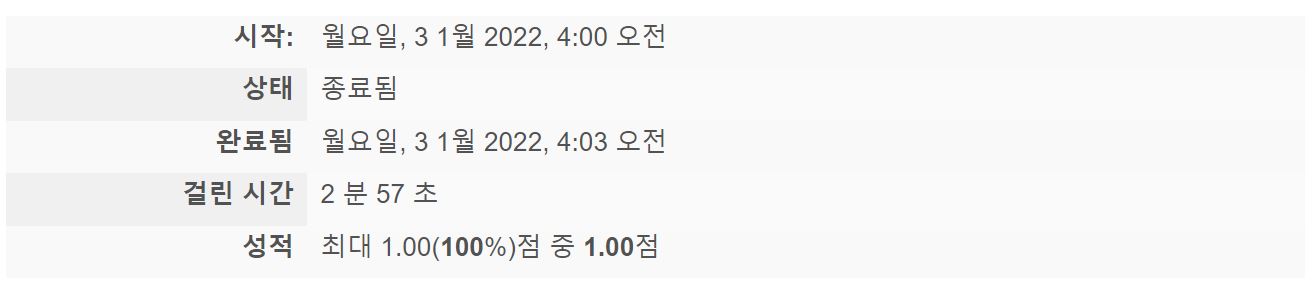 시작: 월요일, 3 1월 2022, 4:00 오전
상태 종료됨
완료됨 월요일, 3 1월 2022, 4:03 오전
걸린 시간 2 분 57 초
성적 최대 1.00(100%)점 중 1.00점